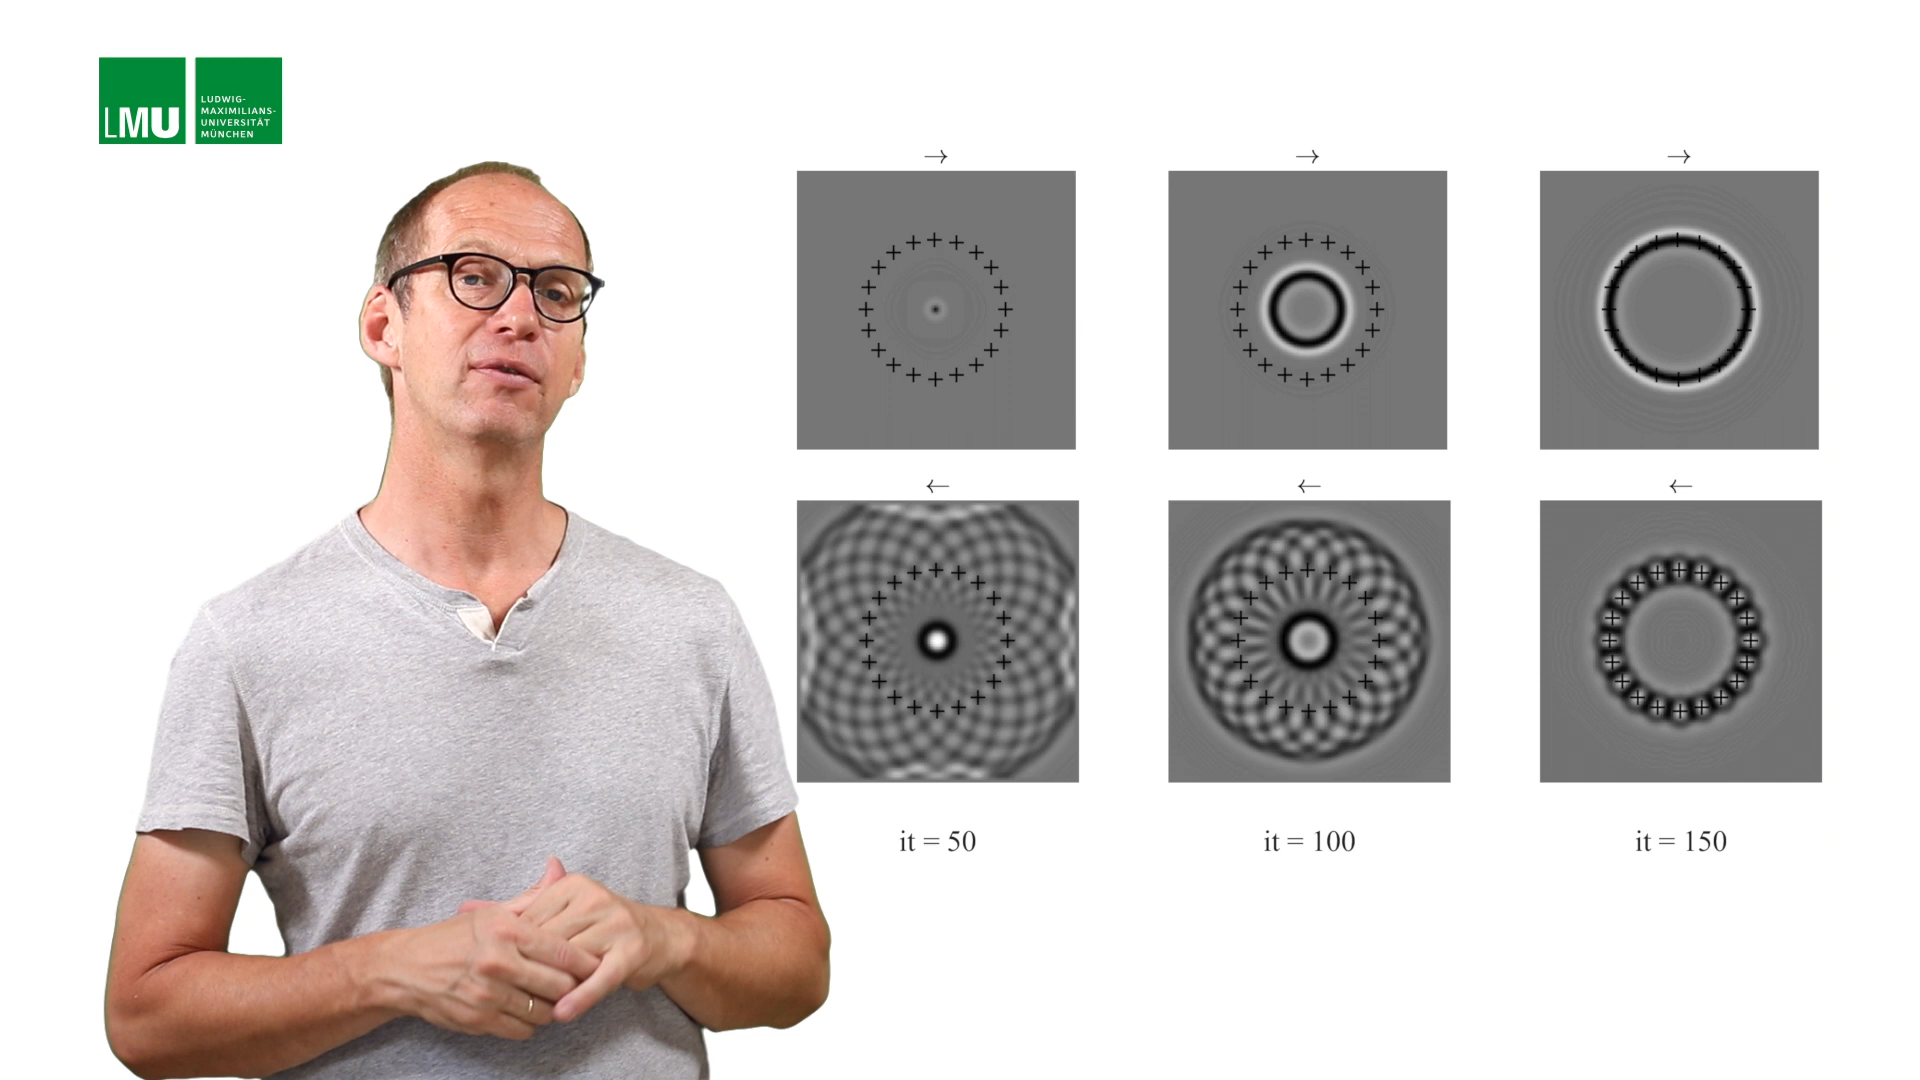 LMU
LUDWIG-
MAXIMILIANS-
UNIVERSITÄT
MÜNCHEN
→ → →
← ← ←
it = 50 it = 100 it = 150